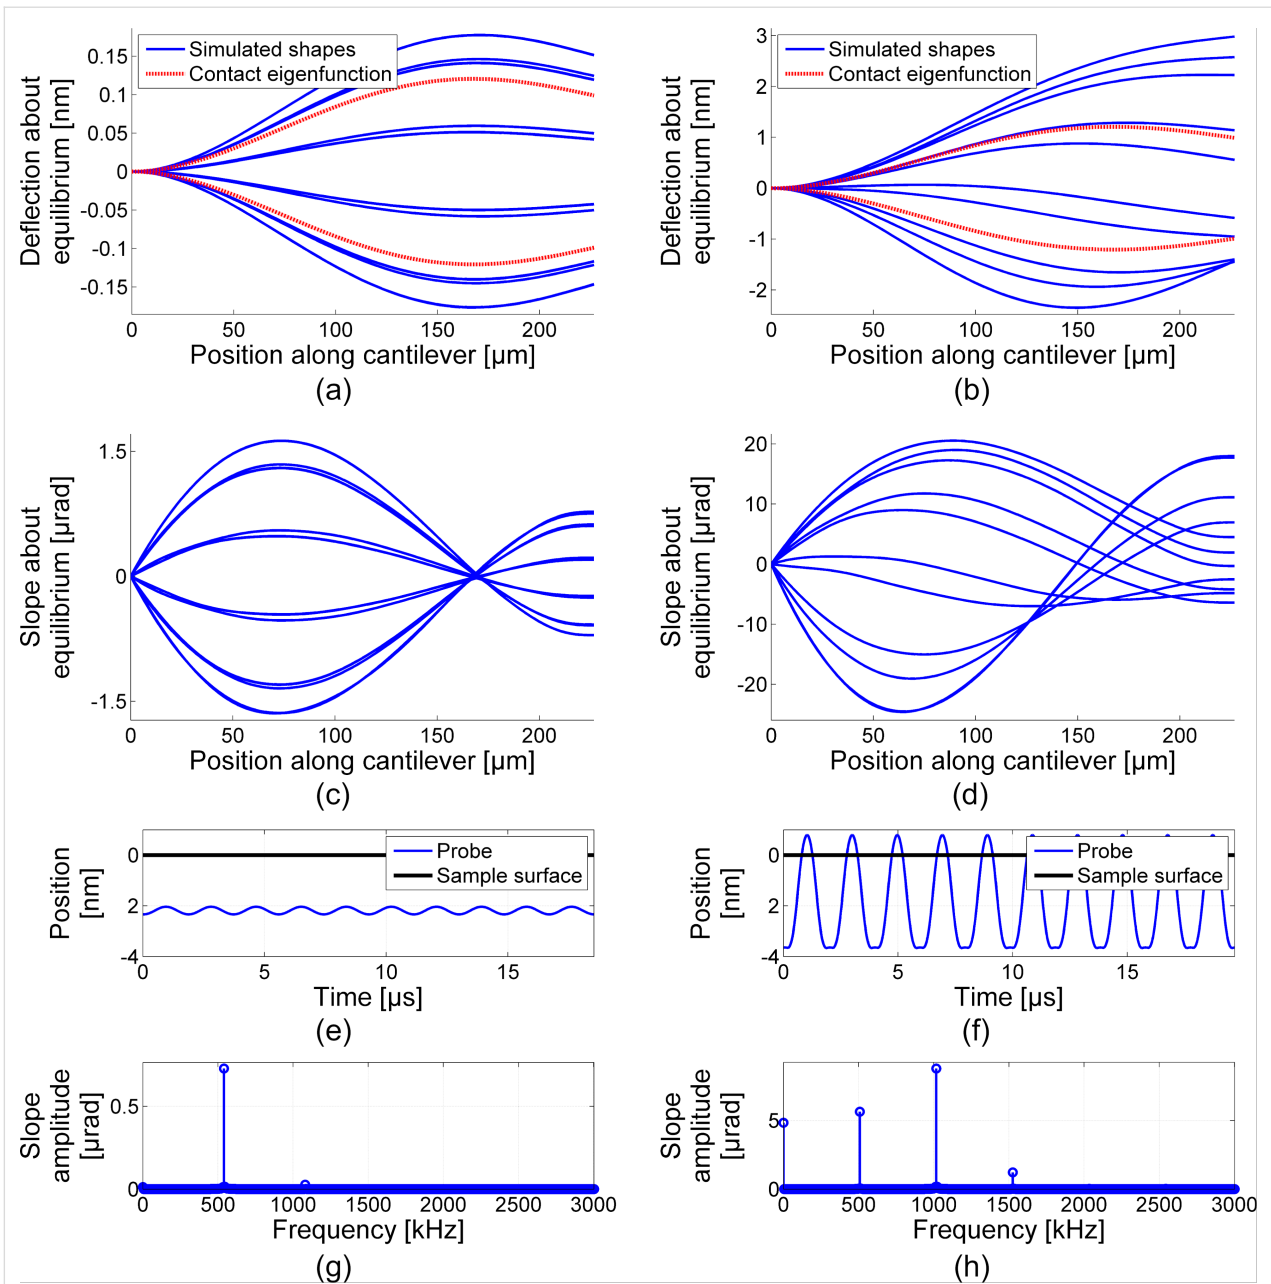 0.15
0.1
0.05
0
-0.05
-0.1
-0.15
Deflection about
equilibrium [nm]
Simulated shapes
Contact eigenfunction
0 50 100 150 200
Position along cantilever [µm]
(a)
3
2
1
0
-1
-2
Deflection about
equilibrium [nm]
Simulated shapes
Contact eigenfunction
0 50 100 150 200
Position along cantilever [µm]
(b)
1.5
0
-1.5
Slope about
equilibrium [µrad]
0 50 100 150 200
Position along cantilever [µm]
(c)
20
10
0
-10
-20
Slope about
equilibrium [µrad]
0 50 100 150 200
Position along cantilever [µm]
(d)
0
2
-4
Position
[nm]
Probe
Sample surface
0 5 10 15
Time [µs]
(e)
0
2
-4
Position
[nm]
Probe
Sample surface
0 5 10 15
Time [µs]
(f)
0.5
0
Slope
amplitude
[µrad]
0 500 1000 1500 2000 2500 3000
Frequency [kHz]
(g)
5
0
Slope
amplitude
[µrad]
0 500 1000 1500 2000 2500 3000
Frequency [kHz]
(h)